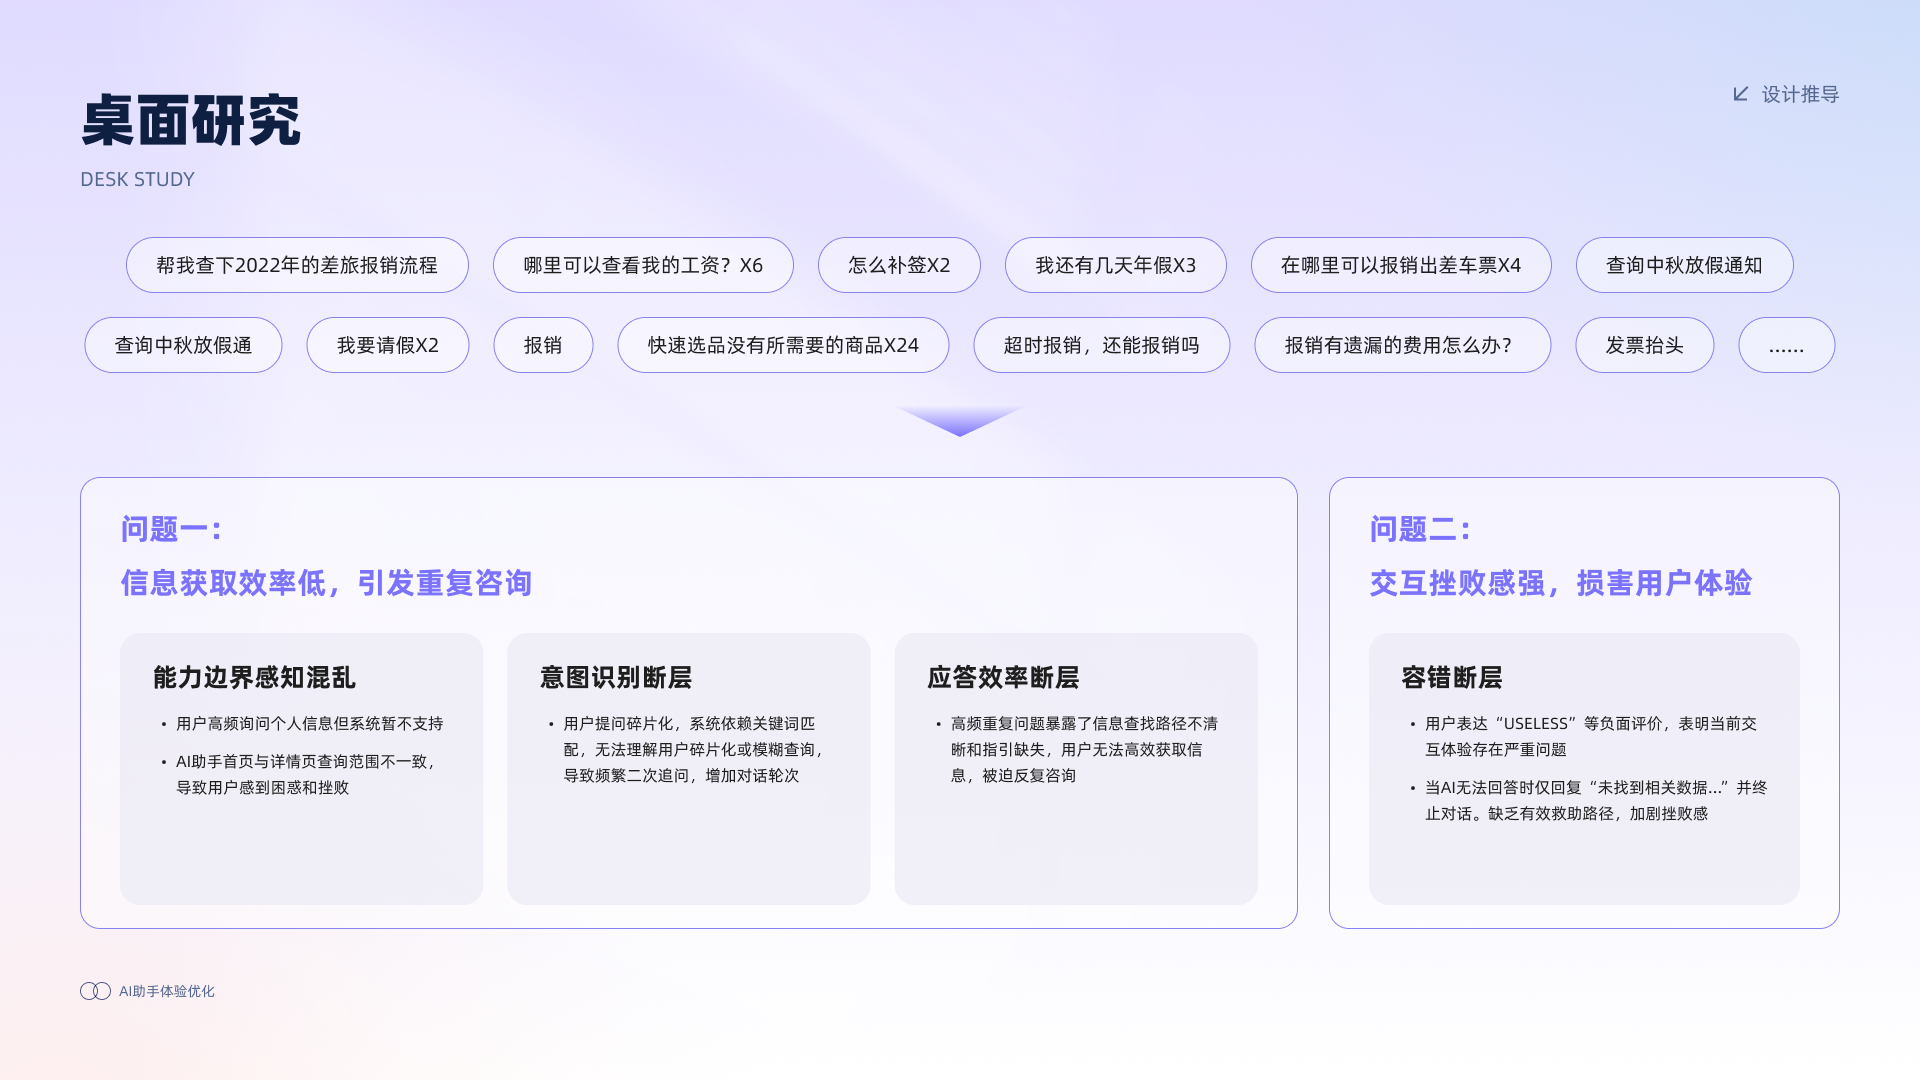 桌面研究
设计推导
DESK STUDY
帮我查下2022年的差旅报销流程
哪里可以查看我的工资？X6
怎么补签X2
我还有几天年假X3
在哪里可以报销出差车票X4
查询中秋放假通知
查询中秋放假通
我要请假X2
报销
快速选品没有所需要的商品X24
超时报销，还能报销吗
报销有遗漏的费用怎么办？
发票抬头
……
问题一：
信息获取效率低，引发重复咨询
能力边界感知混乱
• 用户高频询问个人信息但系统暂不支持
• AI助手首页与详情页查询范围不一致，
导致用户感到困惑和挫败
意图识别断层
• 用户提问碎片化，系统依赖关键词匹
配，无法理解用户碎片化或模糊查询，
导致频繁二次追问，增加对话轮次
应答效率断层
• 高频重复问题暴露了信息查找路径不清
晰和指引缺失，用户无法高效获取信
息，被迫反复咨询
问题二：
交互挫败感强，损害用户体验
容错断层
• 用户表达“USELESS”等负面评价，表明当前交
互体验存在严重问题
• 当AI无法回答时仅回复“未找到相关数据...”并终
止对话。缺乏有效救助路径，加剧挫败感
AI助手体验优化